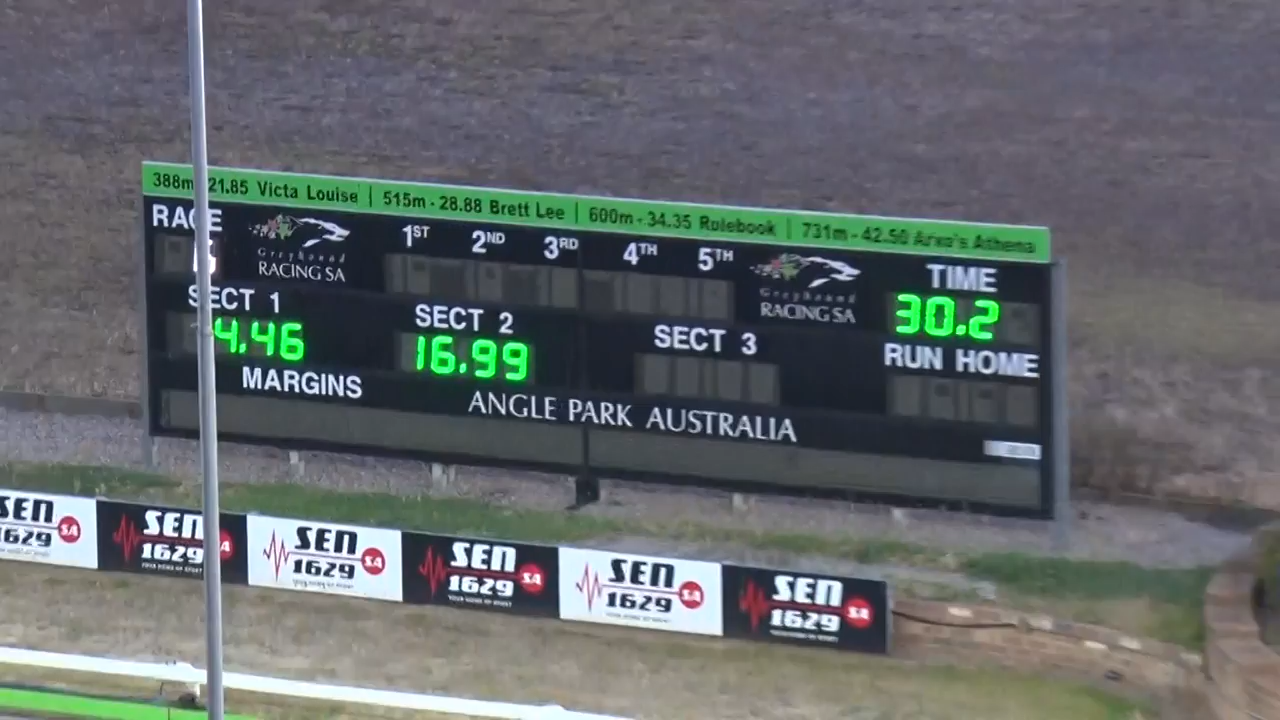 388m 21.85 Victa Louise | 515m - 28.88 Brett Lee | 600m - 34.35 Rulebook | 731m - 42.50 Athena
RACE 1ST 2ND 3RD 4TH 5TH TIME
Greyhound RACING SA
Greyhound RACING SA
30.2
SECT 1 SECT 2 SECT 3 RUN HOME
4.46 16.99
MARGINS
ANGLE PARK AUSTRALIA
SEN 1629 SA
SEN 1629 A
SEN 1629 SA
SEN 1629 SA
SEN 1629 SA
SEN 1629 SA